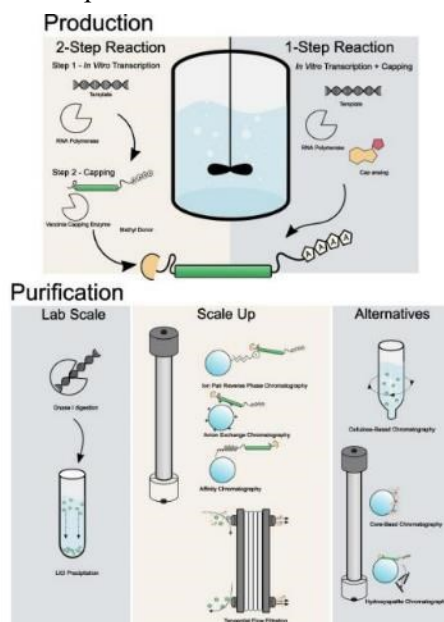 Production
2-Step Reaction
Step 1 - In Vitro Transcription
Template
RNA Polymerase
Step 2 - Capping
Vaccinia Capping Enzyme
Methyl Donor
1-Step Reaction
In Vitro Transcription + Capping
Template
RNA Polymerase
Cap analog
A A A A
Purification
Lab Scale
Dnase I digestion
LiCl Precipitation
Scale Up
Ion Pair Reverse Phase Chromatography
Anion Exchange Chromatography
Affinity Chromatography
Tangential Flow Filtration
Alternatives
Cellulose-Based Chromatography
Core-Bead Chromatography
Hydroxyapatite Chromatography